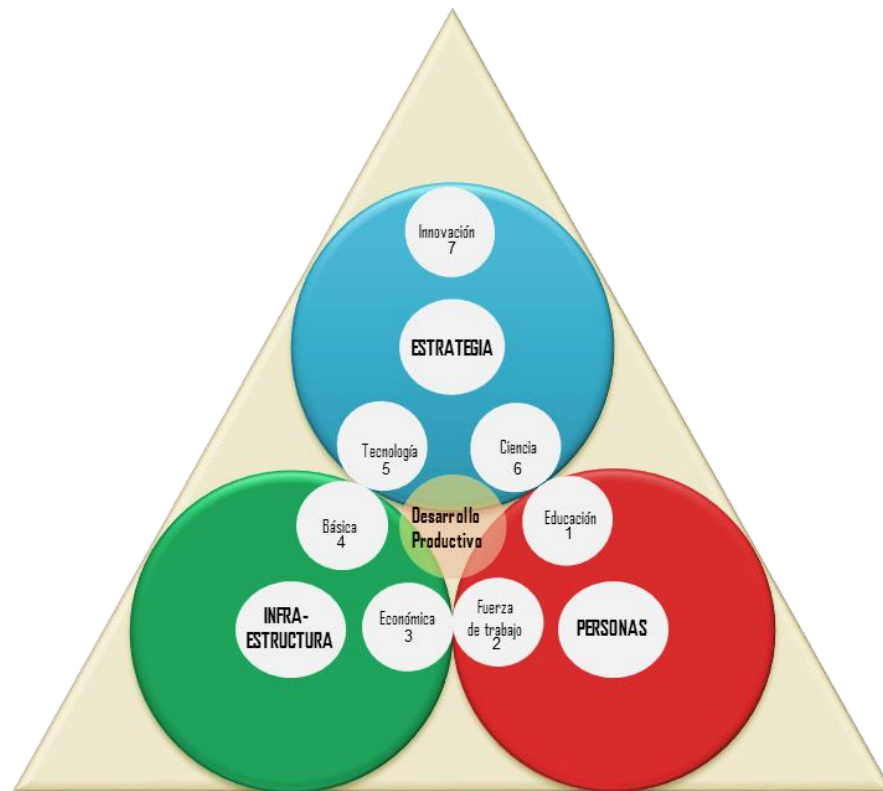 Innovación
7
ESTRATEGIA
Tecnología
5
Ciencia
6
Básica
4
Desarrollo
Productivo
Educación
1
INFRA-
ESTRUCTURA
Económica
3
Fuerza
de trabajo
2
PERSONAS